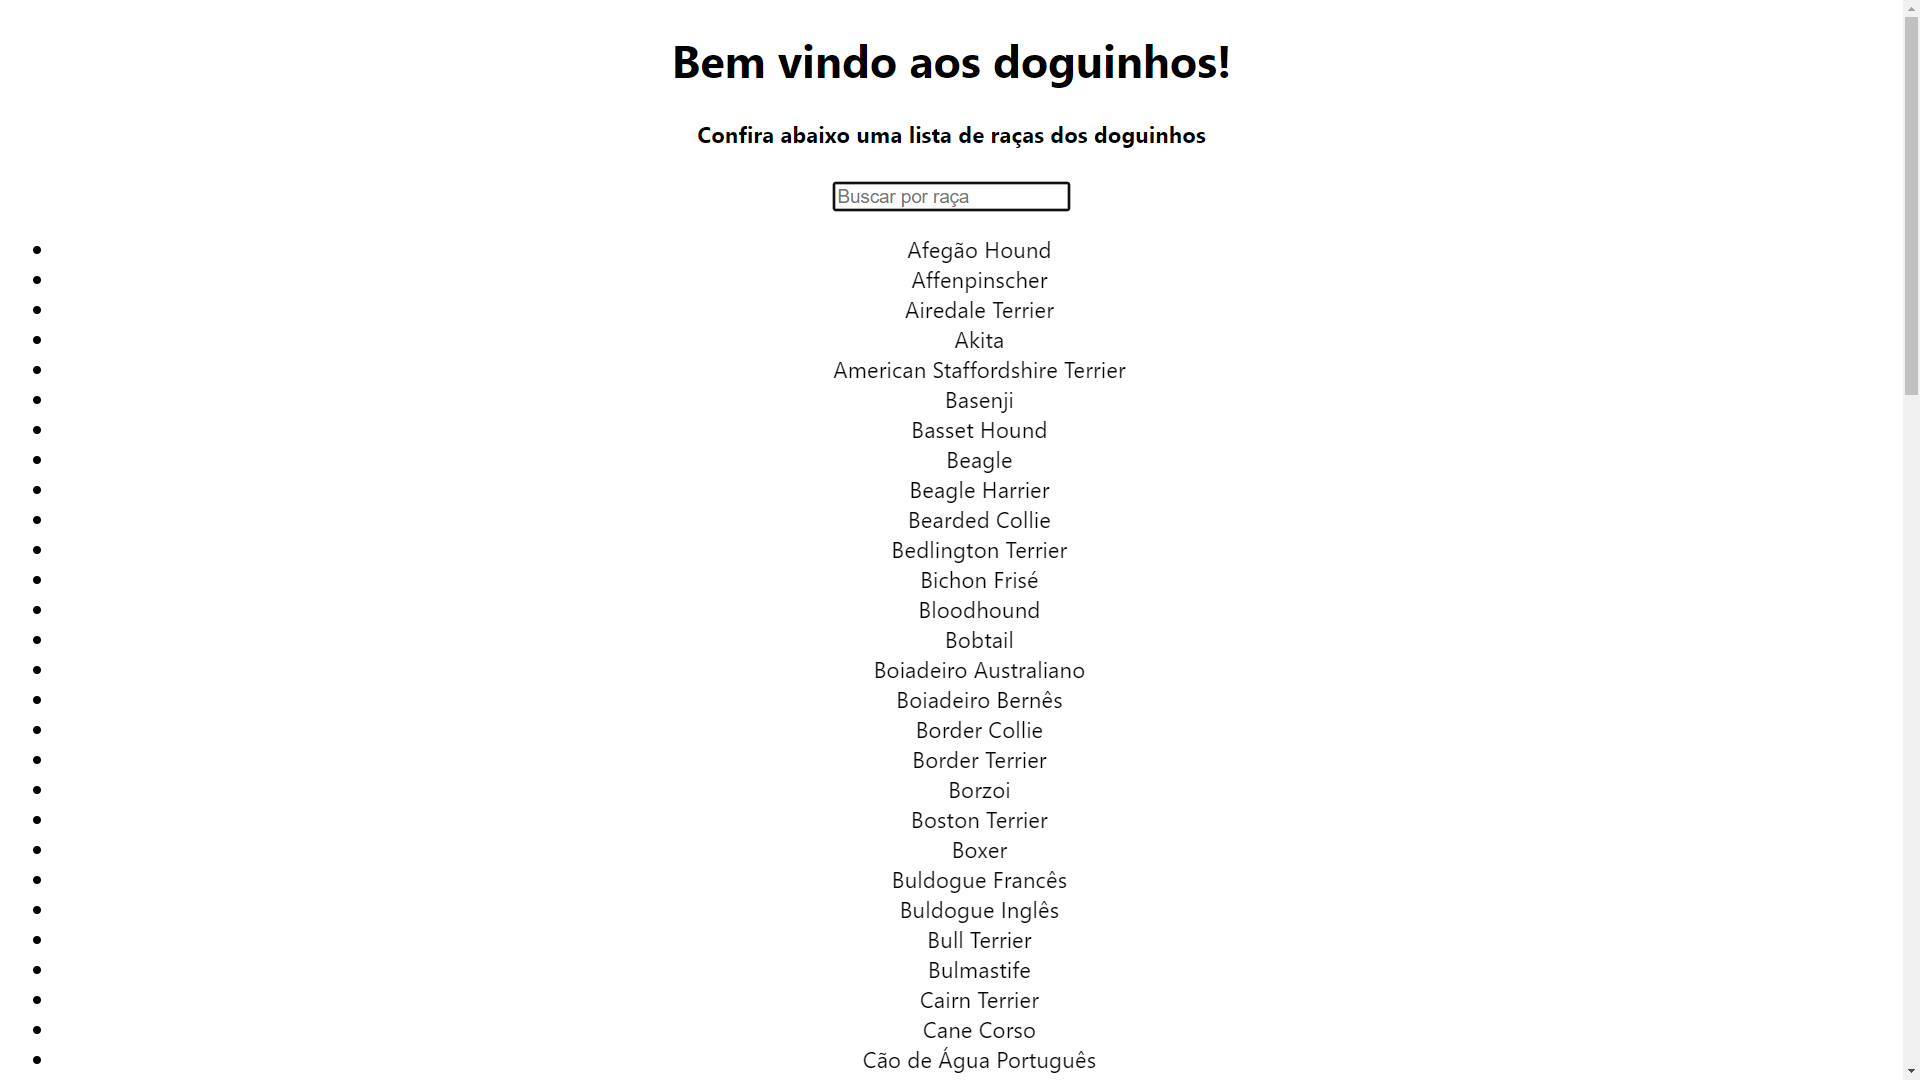 Bem vindo aos doguinhos!
Confira abaixo uma lista de raças dos doguinhos
Buscar por raça
Afegão Hound
Affenpinscher
Airedale Terrier
Akita
American Staffordshire Terrier
Basenji
Basset Hound
Beagle
Beagle Harrier
Bearded Collie
Bedlington Terrier
Bichon Frisé
Bloodhound
Bobtail
Boiadeiro Australiano
Boiadeiro Bernês
Border Collie
Border Terrier
Borzoi
Boston Terrier
Boxer
Buldogue Francês
Buldogue Inglês
Bull Terrier
Bulmastife
Cairn Terrier
Cane Corso
Cão de Água Português